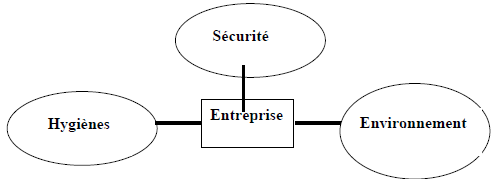 Sécurité
Entreprise
Hygiènes
Environnement